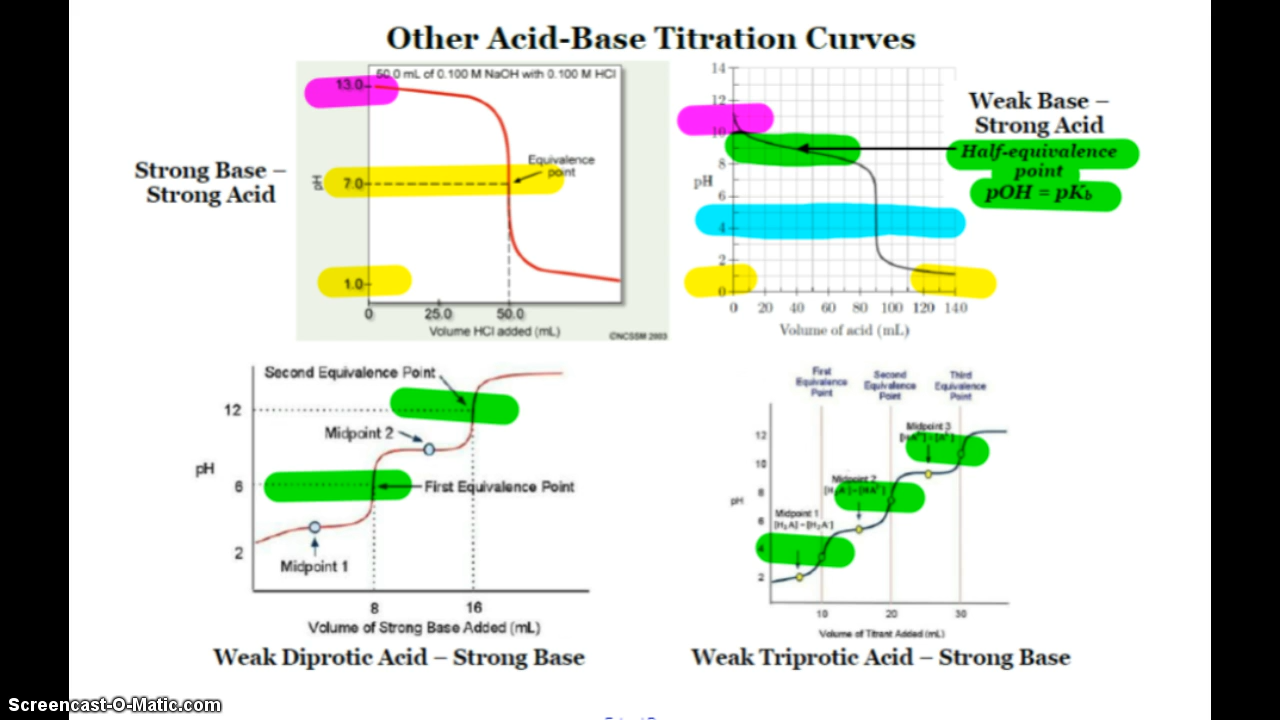 Other Acid-Base Titration Curves
50.0 mL of 0.100 M NaOH with 0.100 M HCl
13.0
7.0
1.0
pH
Equivalence
point
0
25.0
50.0
Volume HCl added (mL)
©NCSSM 2003
Strong Base –
Strong Acid
14
12
10
8
6
4
2
0
pH
0 20 40 60 80 100 120 140
Volume of acid (mL)
Weak Base –
Strong Acid
Half-equivalence
point
pOH = pKb
Second Equivalence Point
12
Midpoint 2
pH
6
First Equivalence Point
2
Midpoint 1
8
16
Volume of Strong Base Added (mL)
Weak Diprotic Acid – Strong Base
First
Equivalence
Point
Second
Equivalence
Point
Third
Equivalence
Point
12
10
8
6
4
2
pH
Midpoint 3
Midpoint 2
Midpoint 1
[H₃A]=[H₂A⁻]
10
20
30
Volume of Titrant Added (mL)
Weak Triprotic Acid – Strong Base
Screencast-O-Matic.com